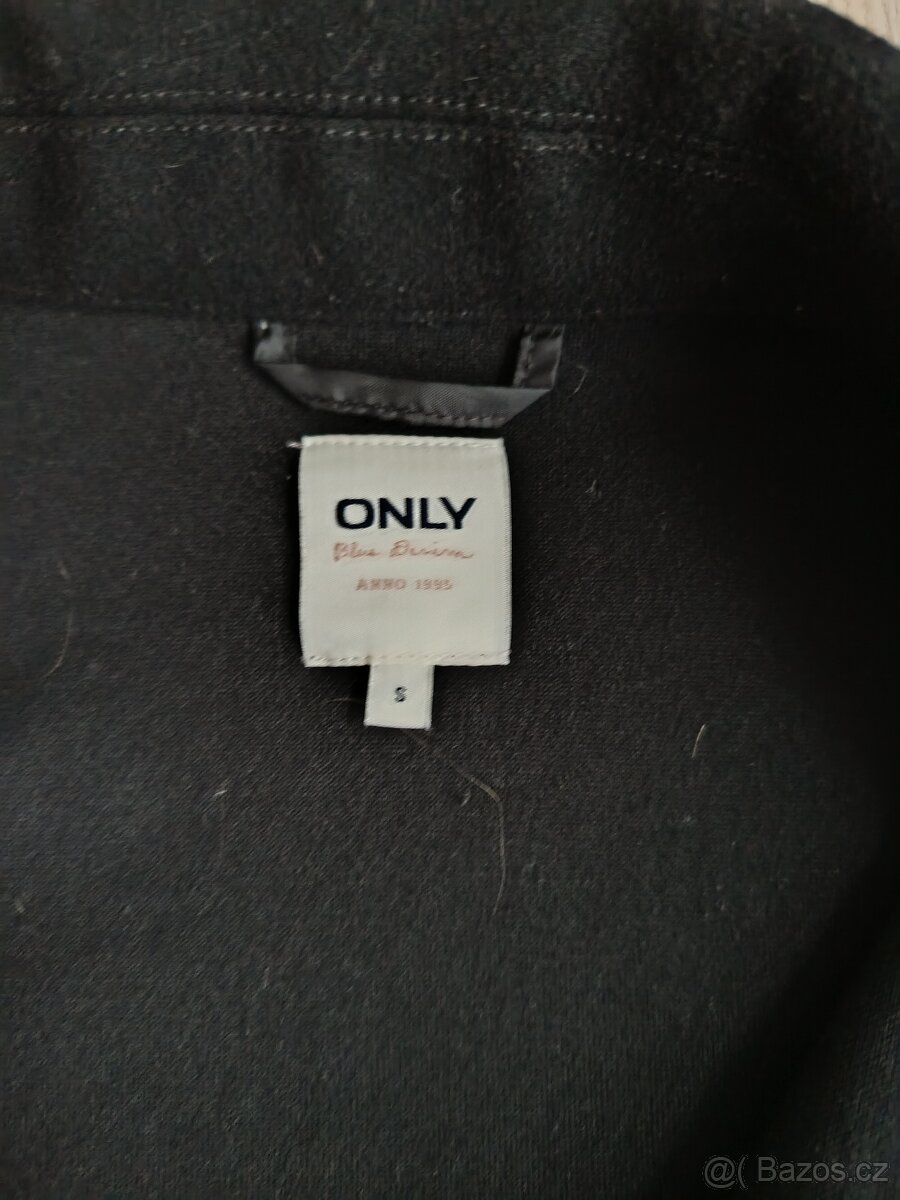 ONLY
Blue Denim
ANNO 1995
S
@( Bazos.cz